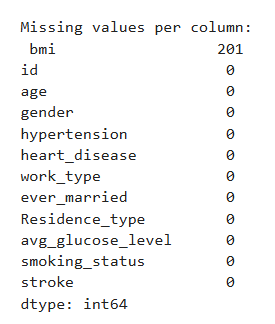 Missing values per column:
bmi 201
id 0
age 0
gender 0
hypertension 0
heart_disease 0
work_type 0
ever_married 0
Residence_type 0
avg_glucose_level 0
smoking_status 0
stroke 0
dtype: int64